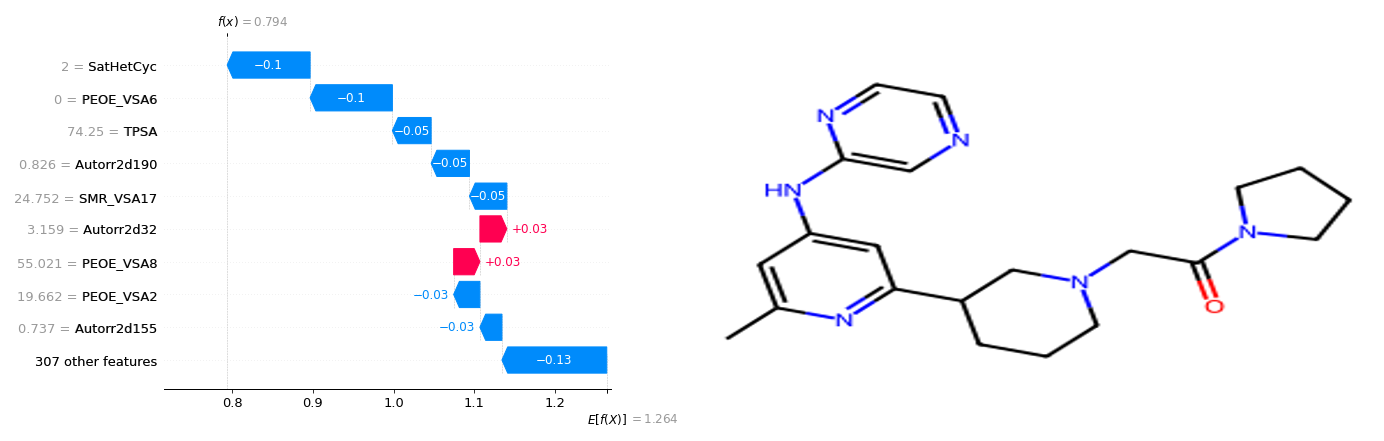 f(x) = 0.794
2 = SatHetCyc
−0.1
0 = PEOE_VSA6
−0.1
74.25 = TPSA
−0.05
0.826 = Autorr2d190
−0.05
24.752 = SMR_VSA17
−0.05
3.159 = Autorr2d32
+0.03
55.021 = PEOE_VSA8
+0.03
19.662 = PEOE_VSA2
−0.03
0.737 = Autorr2d155
−0.03
307 other features
−0.13
0.8 0.9 1.0 1.1 1.2
E[f(X)] = 1.264
N
N
HN
N
N
N
O